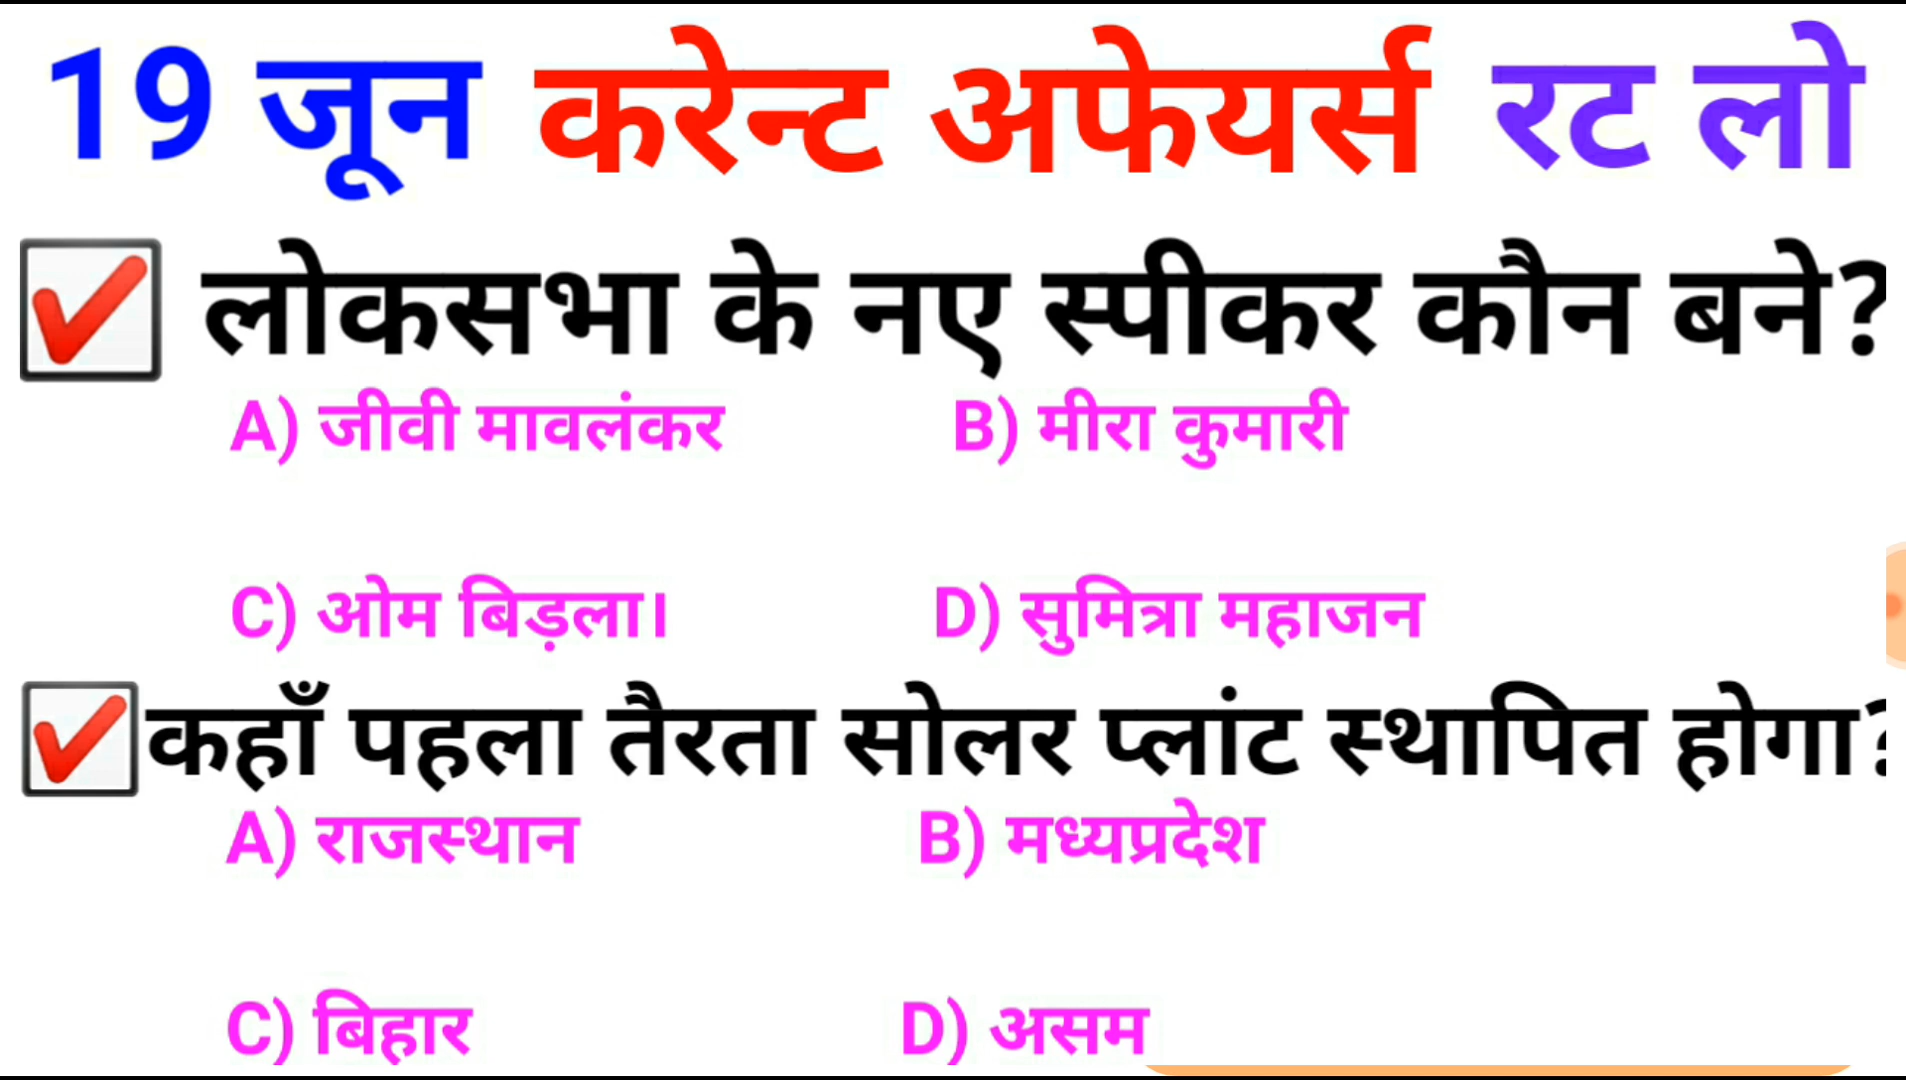 19 जून करेन्ट अफेयर्स रट लो
लोकसभा के नए स्पीकर कौन बने?
A) जीवी मावलंकर B) मीरा कुमारी
C) ओम बिड़ला। D) सुमित्रा महाजन
कहाँ पहला तैरता सोलर प्लांट स्थापित होगा?
A) राजस्थान B) मध्यप्रदेश
C) बिहार D) असम